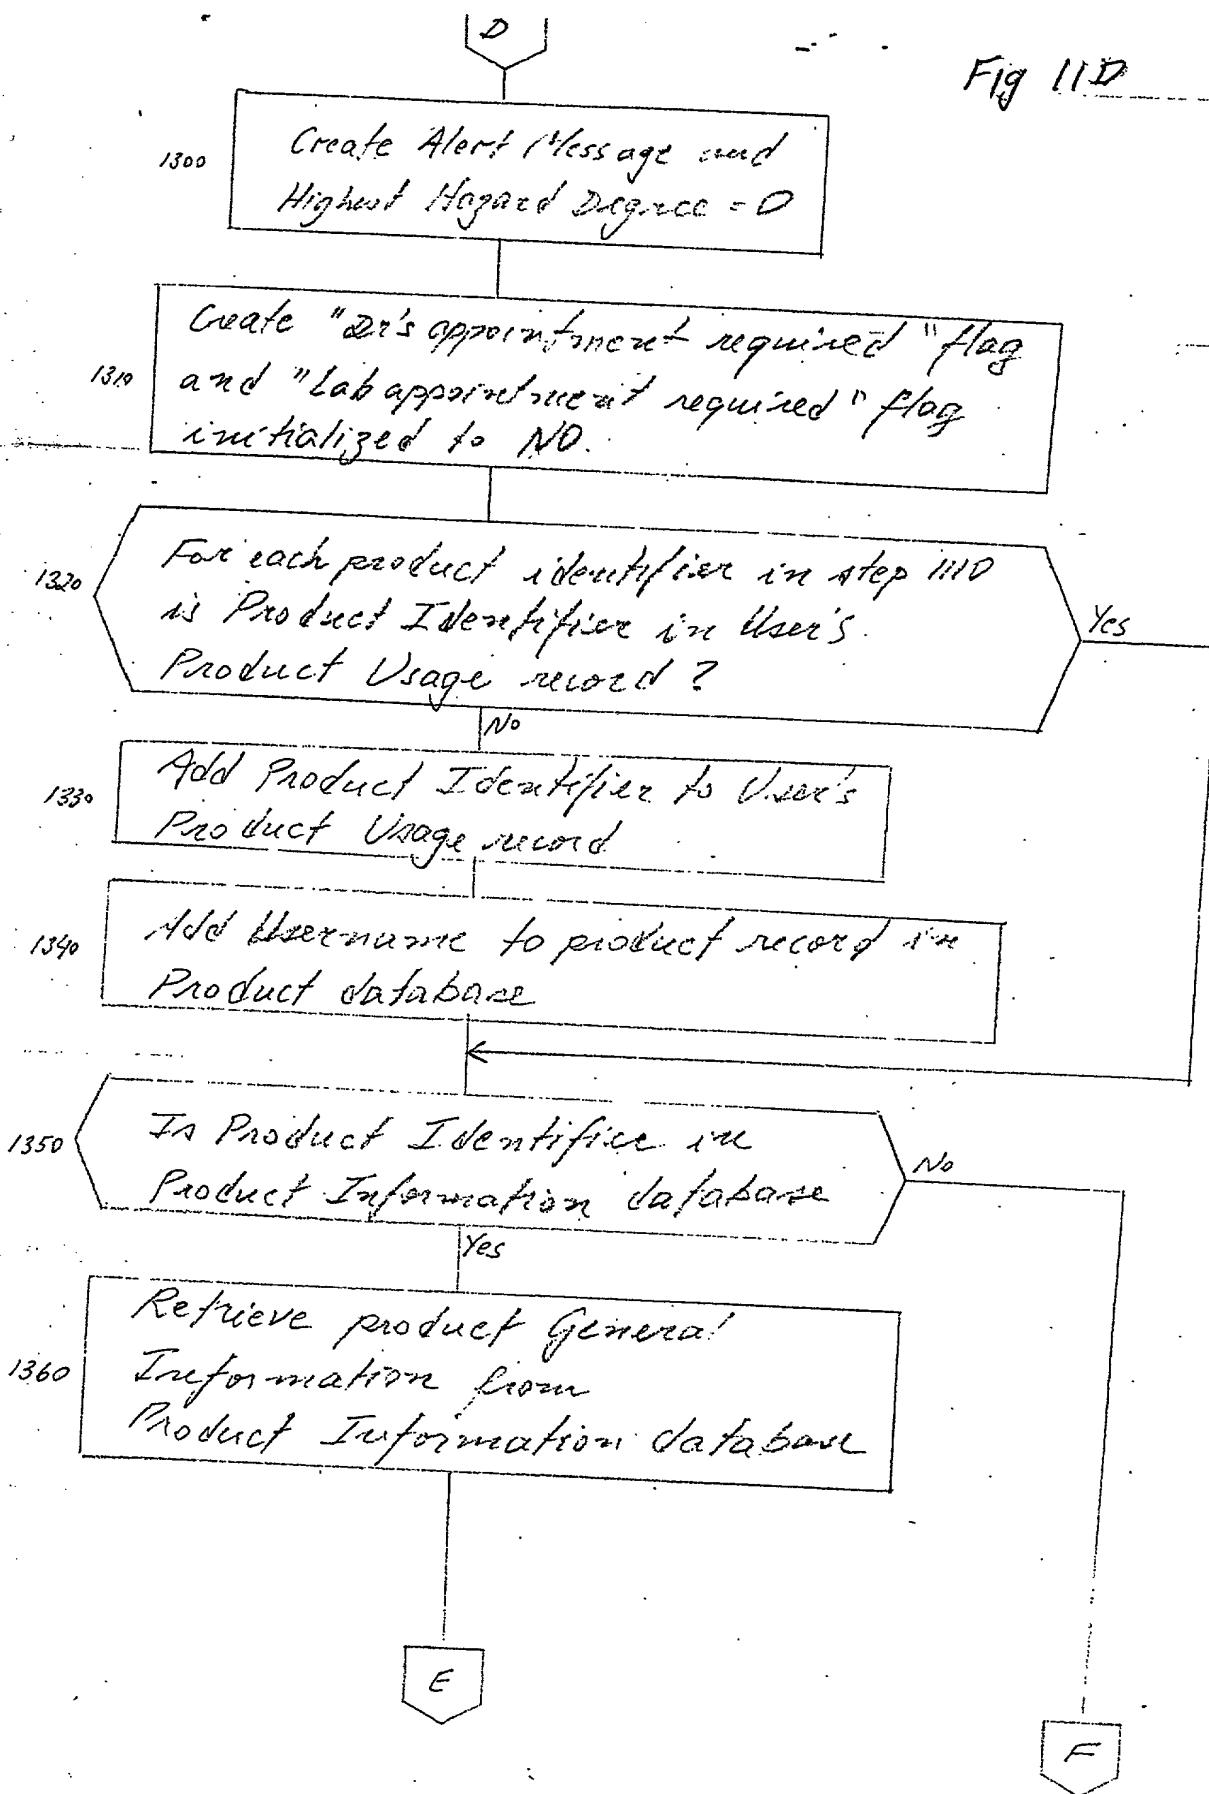 D
Fig 11D
1300
Create Alert Message and
Highest Hazard Degree = 0
1310
Create "Dr's appointment required" flag
and "Lab appointment required" flag
initialized to NO.
1320
For each product identifier in step 1110
is Product Identifier in User's
Product Usage record?
Yes
No
1330
Add Product Identifier to User's
Product Usage record
1340
Add Username to product record in
Product database
1350
Is Product Identifier in
Product Information database
No
Yes
1360
Retrieve product General
Information from
Product Information database
E
F